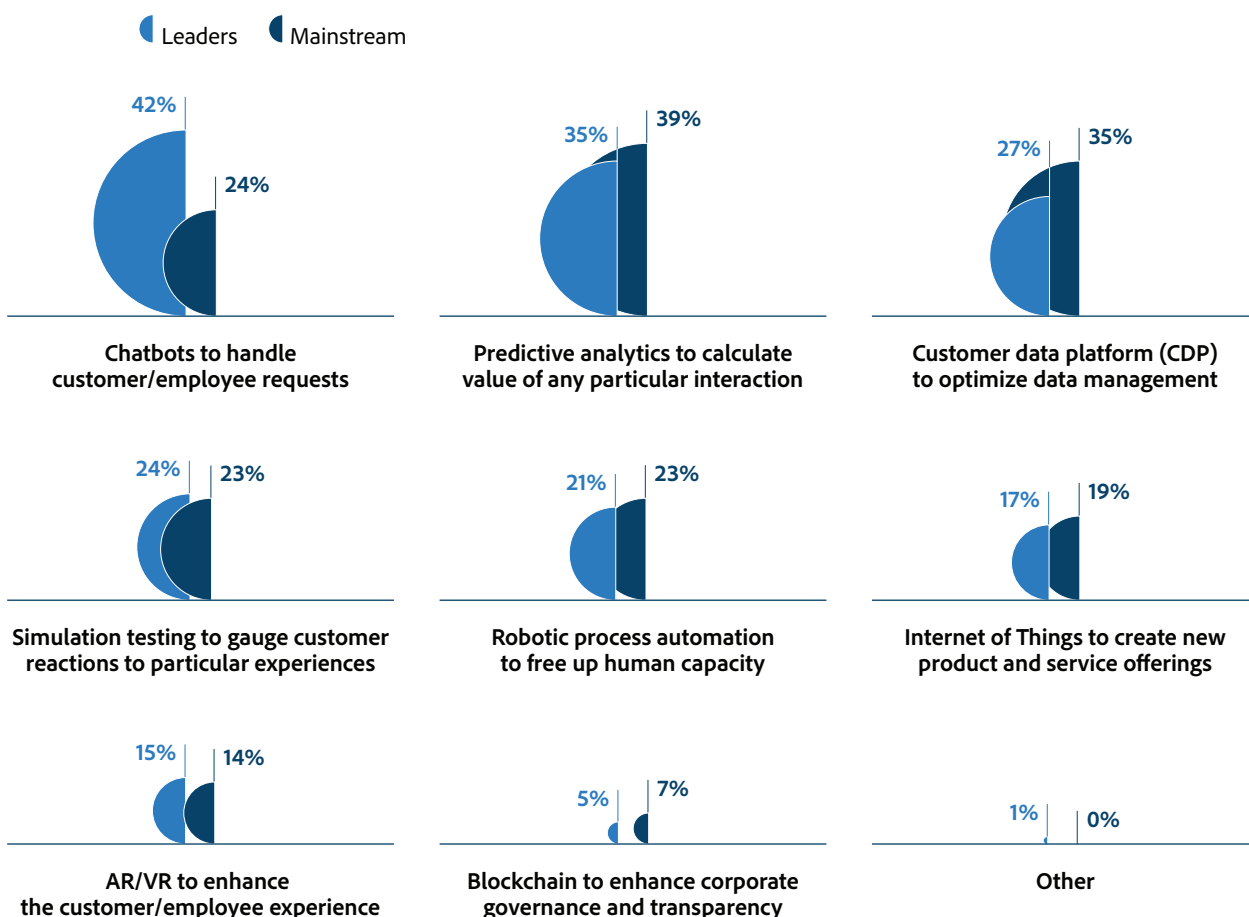 Leaders Mainstream
42%
24%
35%
39%
27%
35%
Chatbots to handle
customer/employee requests
Predictive analytics to calculate
value of any particular interaction
Customer data platform (CDP)
to optimize data management
24%
23%
21%
23%
17%
19%
Simulation testing to gauge customer
reactions to particular experiences
Robotic process automation
to free up human capacity
Internet of Things to create new
product and service offerings
15%
14%
5%
7%
1%
0%
AR/VR to enhance
the customer/employee experience
Blockchain to enhance corporate
governance and transparency
Other